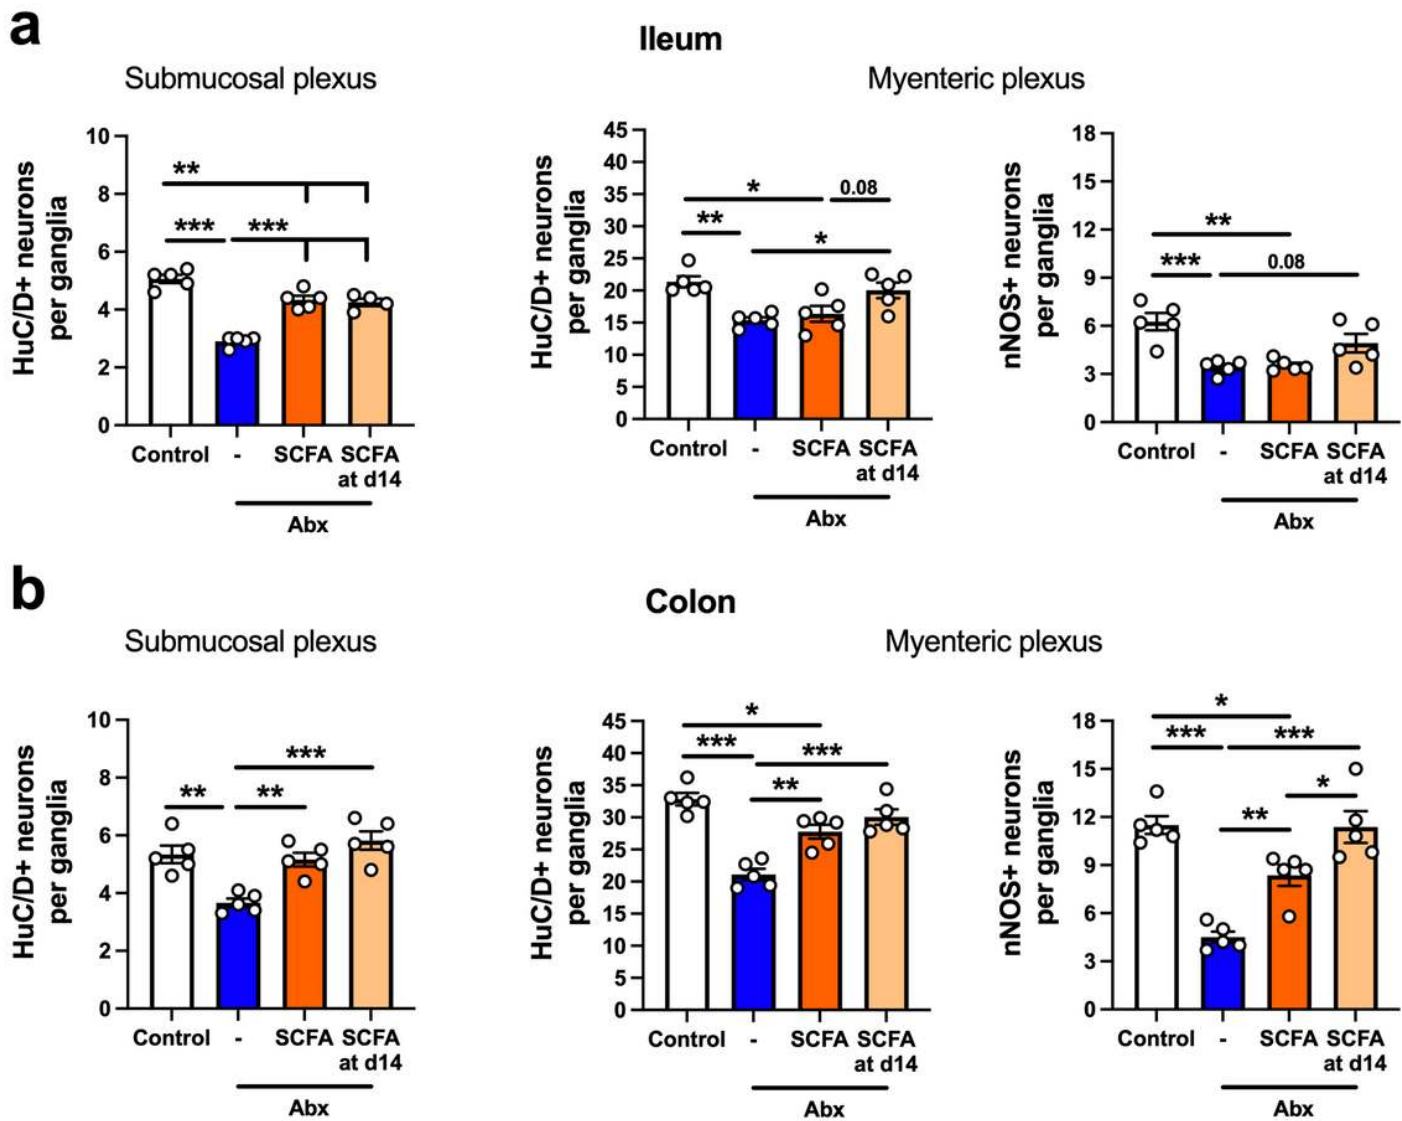 a
Ileum
Submucosal plexus
Myenteric plexus
HuC/D+ neurons
per ganglia
10
8
6
4
2
0
**
***
***
Control
-
SCFA
SCFA
at d14
Abx
HuC/D+ neurons
per ganglia
45
40
35
30
25
20
15
10
5
0
*
0.08
**
*
Control
-
SCFA
SCFA
at d14
Abx
nNOS+ neurons
per ganglia
18
15
12
9
6
3
0
**
***
0.08
Control
-
SCFA
SCFA
at d14
Abx
b
Colon
Submucosal plexus
Myenteric plexus
HuC/D+ neurons
per ganglia
10
8
6
4
2
0
***
**
**
Control
-
SCFA
SCFA
at d14
Abx
HuC/D+ neurons
per ganglia
45
40
35
30
25
20
15
10
5
0
*
***
***
**
Control
-
SCFA
SCFA
at d14
Abx
nNOS+ neurons
per ganglia
18
15
12
9
6
3
0
*
***
***
*
**
Control
-
SCFA
SCFA
at d14
Abx